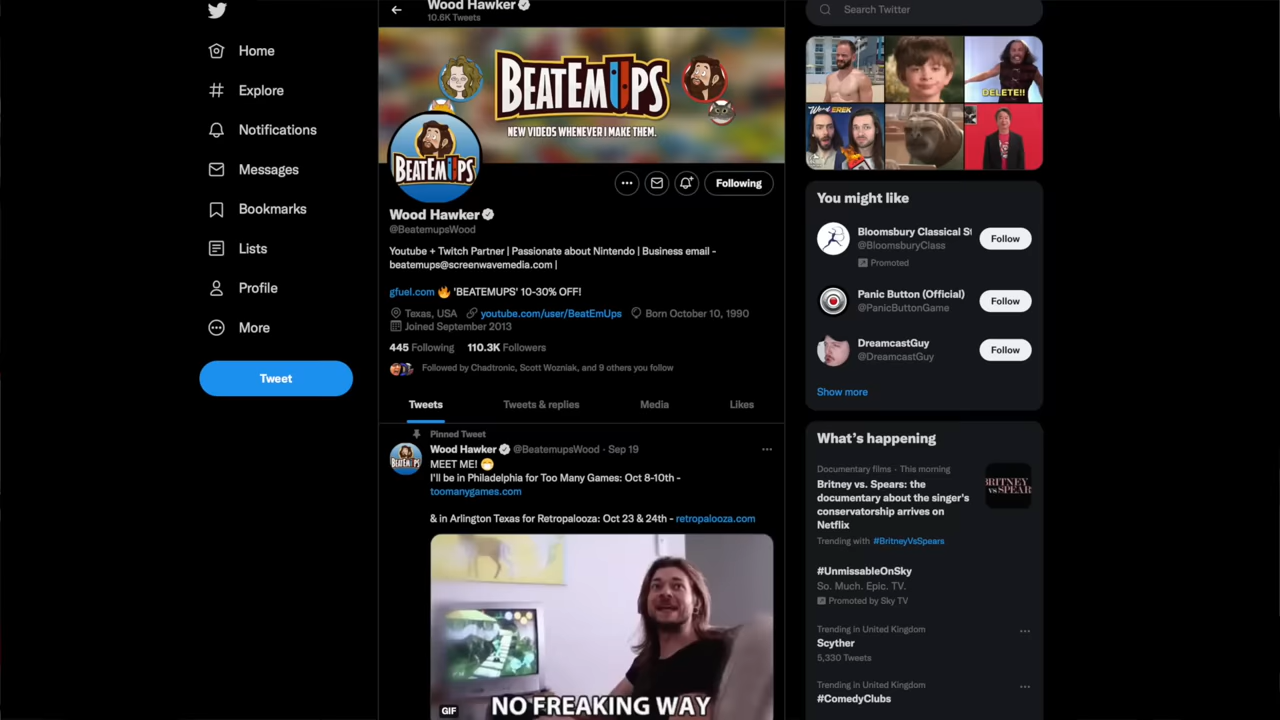 Wood Hawker
10.6K Tweets
Search Twitter
Home
Explore
Notifications
Messages
Bookmarks
Lists
Profile
More
Tweet
BEATEMUPS
NEW VIDEOS WHENEVER I MAKE THEM.
BEATEMUPS
Following
Wood Hawker
@BeatemupsWood
Youtube + Twitch Partner | Passionate about Nintendo | Business email -
beatemups@screenwavemedia.com |
gfuel.com 🔥 'BEATEMUPS' 10-30% OFF!
Texas, USA youtube.com/user/BeatEmUps Born October 10, 1990
Joined September 2013
445 Following 110.3K Followers
Followed by Chadtronic, Scott Wozniak, and 9 others you follow
Tweets Tweets & replies Media Likes
Pinned Tweet
BEATEMUPS
Wood Hawker @BeatemupsWood · Sep 19
MEET ME! 😁
I'll be in Philadelphia for Too Many Games: Oct 8-10th -
toomanygames.com
& in Arlington Texas for Retropalooza: Oct 23 & 24th - retropalooza.com
NO FREAKING WAY
GIF
DELETE!!
Wood EREK
You might like
Bloomsbury Classical St
@BloomsburyClass
Promoted
Follow
Panic Button (Official)
@PanicButtonGame
Follow
DreamcastGuy
@DreamcastGuy
Follow
Show more
What's happening
Documentary films · This morning
Britney vs. Spears: the
documentary about the singer's
conservatorship arrives on
Netflix
BRITNEY
VS SPEARS
Trending with #BritneyVsSpears
#UnmissableOnSky
So. Much. Epic. TV.
Promoted by Sky TV
Trending in United Kingdom
Scyther
5,330 Tweets
Trending in United Kingdom
#ComedyClubs